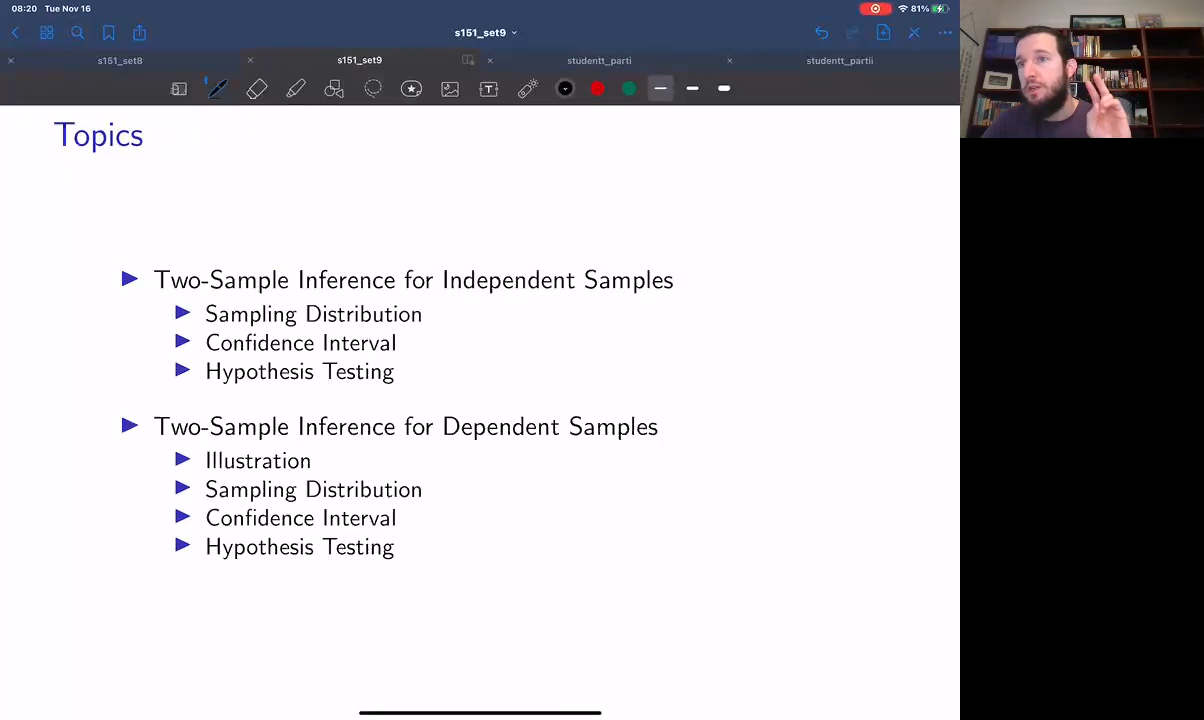 08:20 Tue Nov 16
81%
s151_set9
s151_set8
s151_set9
studentt_parti
studentt_partii
T
Topics
Two-Sample Inference for Independent Samples
Sampling Distribution
Confidence Interval
Hypothesis Testing
Two-Sample Inference for Dependent Samples
Illustration
Sampling Distribution
Confidence Interval
Hypothesis Testing